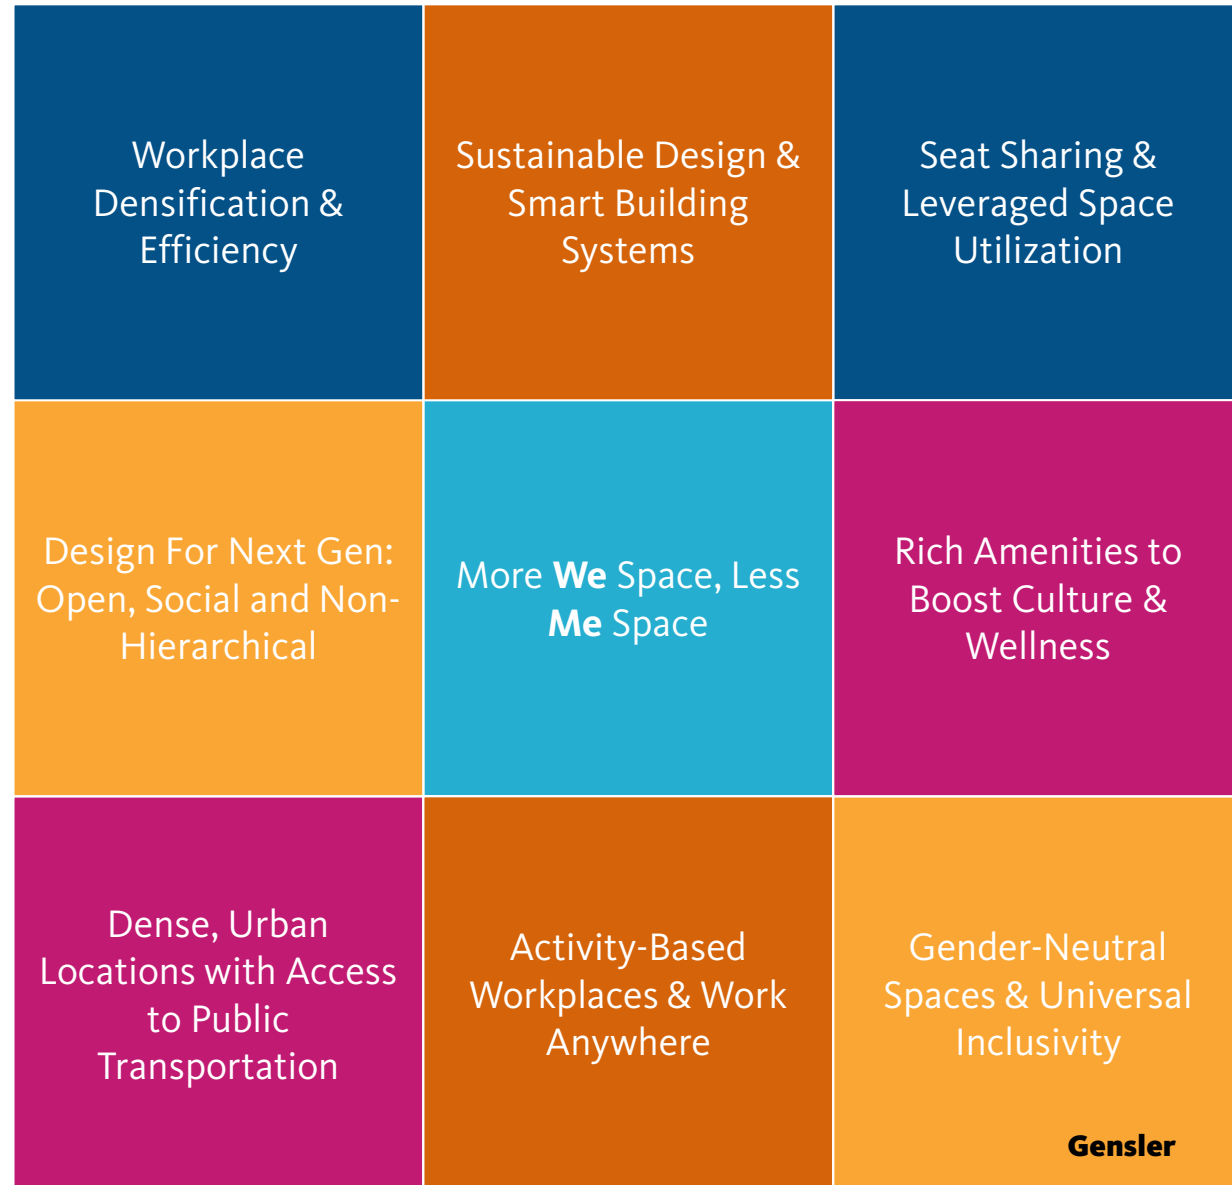 Workplace
Densification &
Efficiency
Sustainable Design &
Smart Building
Systems
Seat Sharing &
Leveraged Space
Utilization
Design For Next Gen:
Open, Social and Non-
Hierarchical
More We Space, Less
Me Space
Rich Amenities to
Boost Culture &
Wellness
Dense, Urban
Locations with Access
to Public
Transportation
Activity-Based
Workplaces & Work
Anywhere
Gender-Neutral
Spaces & Universal
Inclusivity
Gensler